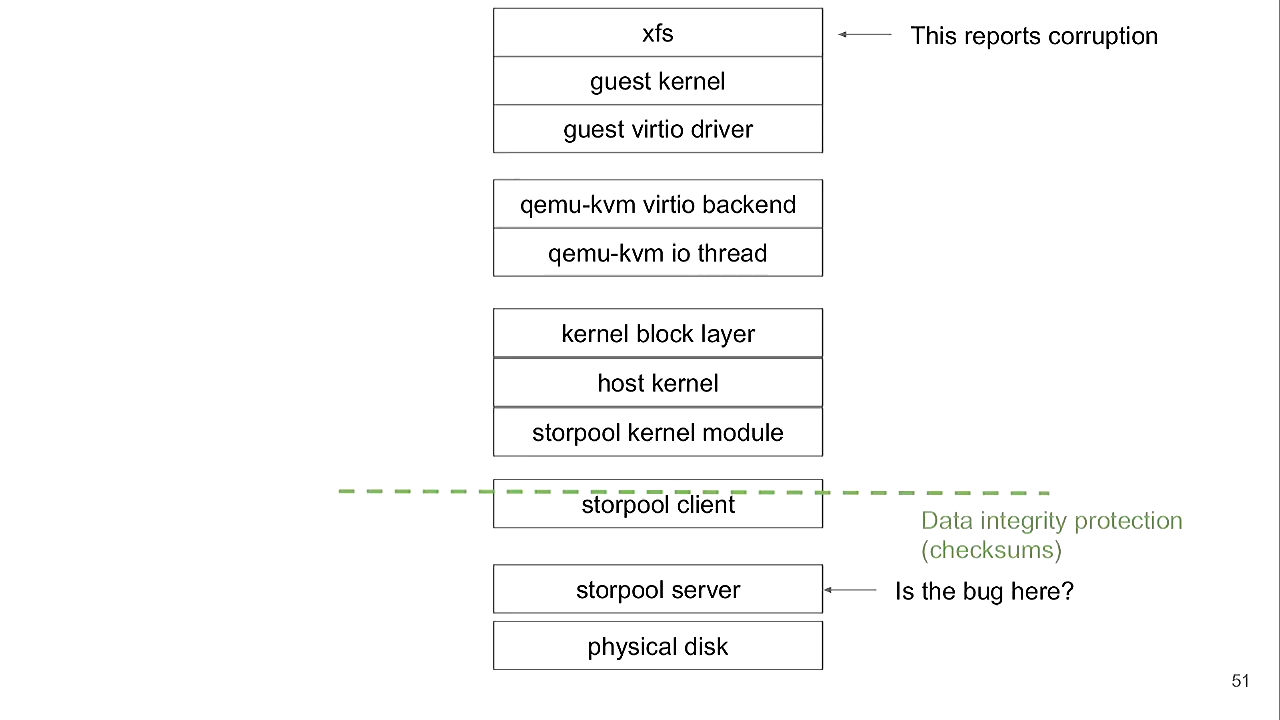 xfs
This reports corruption
guest kernel
guest virtio driver
qemu-kvm virtio backend
qemu-kvm io thread
kernel block layer
host kernel
storpool kernel module
storpool client
Data integrity protection
(checksums)
storpool server
Is the bug here?
physical disk
51